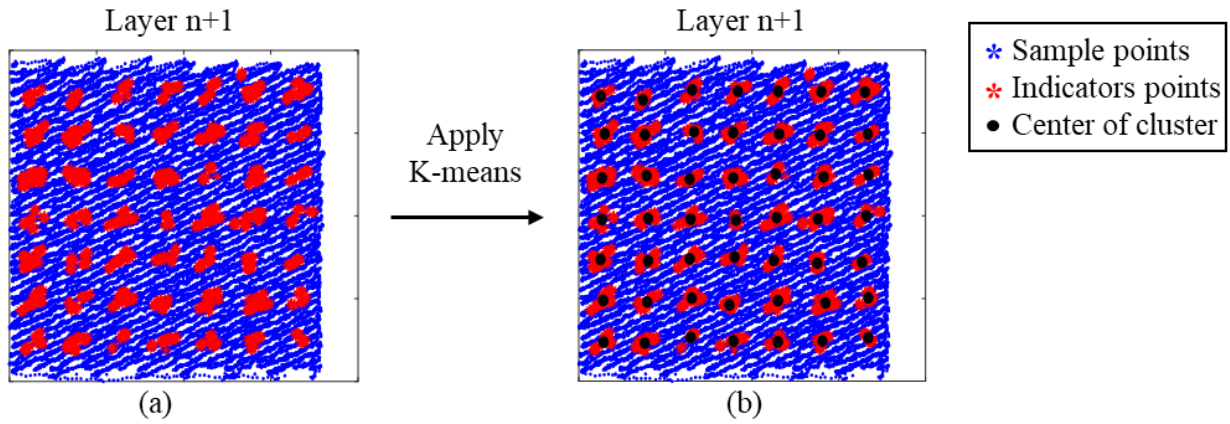 Layer n+1
Layer n+1
Sample points
Indicators points
Center of cluster
Apply
K-means
(a)
(b)